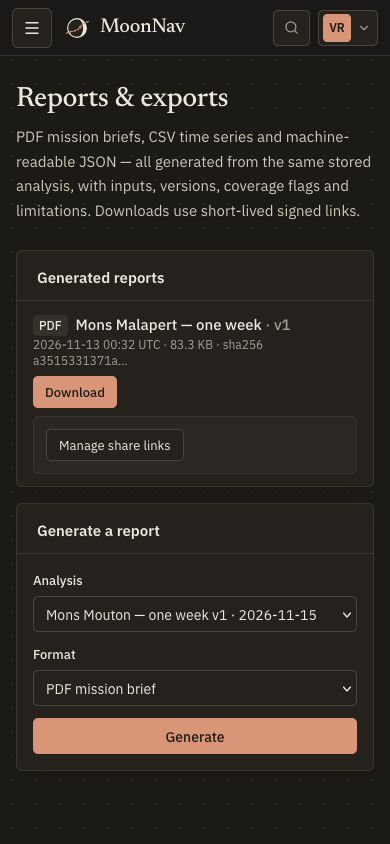 MoonNav
VR
Reports & exports
PDF mission briefs, CSV time series and machine-
readable JSON — all generated from the same stored
analysis, with inputs, versions, coverage flags and
limitations. Downloads use short-lived signed links.
Generated reports
PDF Mons Malapert — one week · v1
2026-11-13 00:32 UTC · 83.3 KB · sha256
a3515331371a…
Download
Manage share links
Generate a report
Analysis
Mons Mouton — one week v1 · 2026-11-15
Format
PDF mission brief
Generate